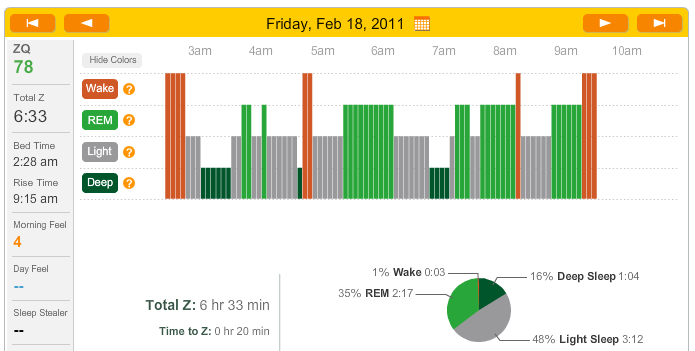 Friday, Feb 18, 2011
ZQ
78
Total Z
6:33
Bed Time
2:28 am
Rise Time
9:15 am
Morning Feel
4
Day Feel
--
Sleep Stealer
--
3am 4am 5am 6am 7am 8am 9am 10am
Hide Colors
Wake ?
REM ?
Light ?
Deep ?
Total Z: 6 hr 33 min
Time to Z: 0 hr 20 min
1% Wake 0:03
16% Deep Sleep 1:04
35% REM 2:17
48% Light Sleep 3:12